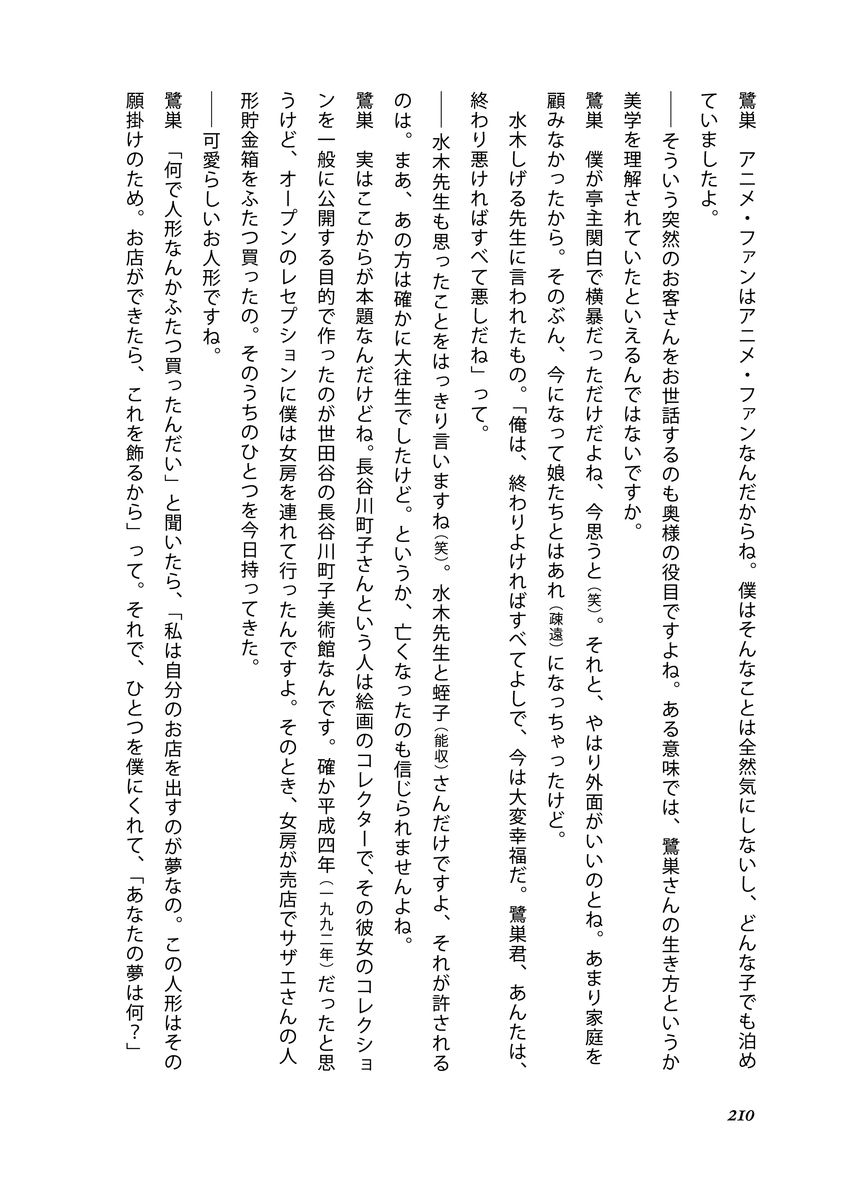 鷺巣　アニメ・ファンはアニメ・ファンなんだからね。僕はそんなことは全然気にしないし、どんな子でも泊め
ていましたよ。
――そういう突然のお客さんをお世話するのも奥様の役目ですよね。ある意味では、鷺巣さんの生き方というか
美学を理解されていたといえるんではないですか。
鷺巣　僕が亭主関白で横暴だっただけだよね、今思うと（笑）。それと、やはり外面がいいのとね。あまり家庭を
顧みなかったから。そのぶん、今になって娘たちとはあれ（疎遠）になっちゃったけど。
　水木しげる先生に言われたもの。「俺は、終わりよければすべてよしで、今は大変幸福だ。鷺巣君、あんたは、
終わり悪ければすべて悪しだね」って。
――水木先生も思ったことをはっきり言いますね（笑）。水木先生と蛭子（能収）さんだけですよ、それが許される
のは。まあ、あの方は確かに大往生でしたけど。というか、亡くなったのも信じられませんよね。
鷺巣　実はここからが本題なんだけどね。長谷川町子さんという人は絵画のコレクターで、その彼女のコレクショ
ンを一般に公開する目的で作ったのが世田谷の長谷川町子美術館なんです。確か平成四年（一九九二年）だったと思
うけど、オープンのレセプションに僕は女房を連れて行ったんですよ。そのとき、女房が売店でサザエさんの人
形貯金箱をふたつ買ったの。そのうちのひとつを今日持ってきた。
――可愛らしいお人形ですね。
鷺巣　「何で人形なんかふたつ買ったんだい」と聞いたら、「私は自分のお店を出すのが夢なの。この人形はその
願掛けのため。お店ができたら、これを飾るから」って。それで、ひとつを僕にくれて、「あなたの夢は何？」
210